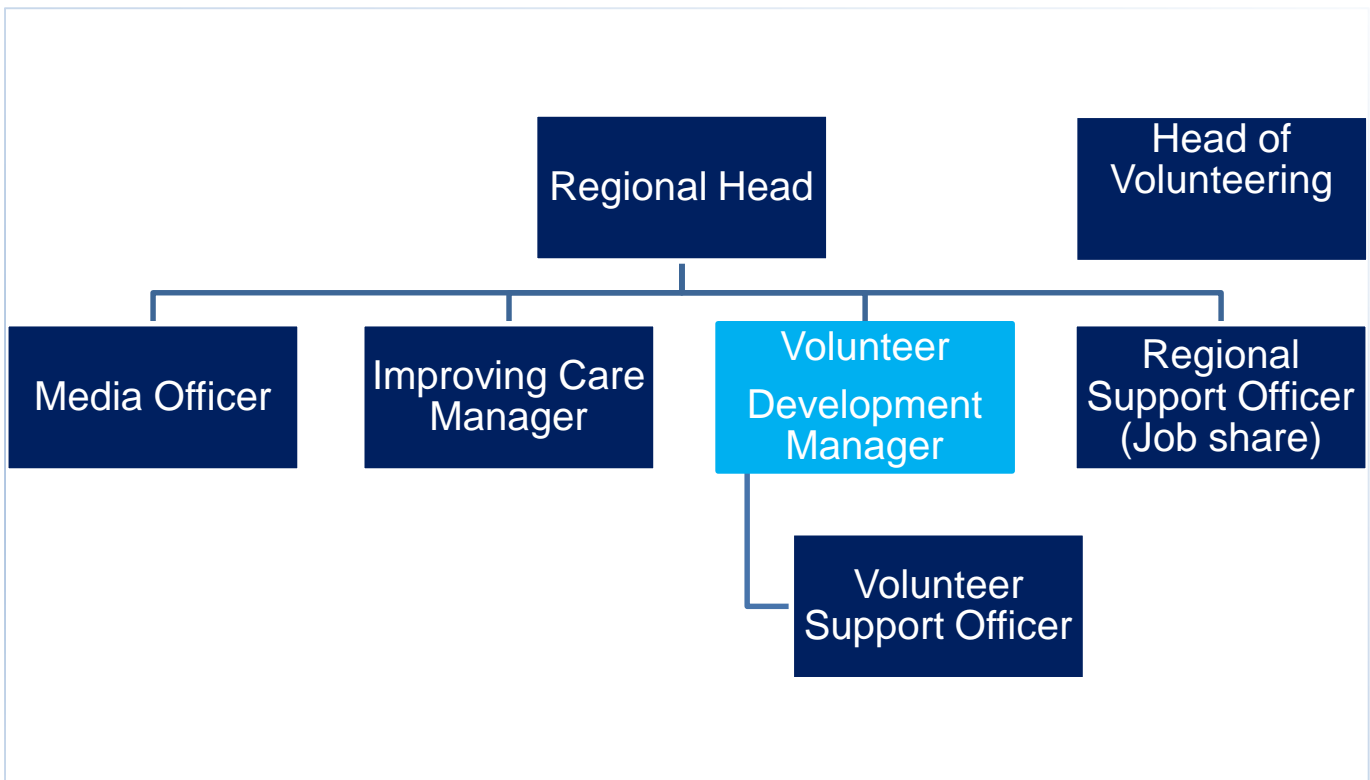 Regional Head
Head of
Volunteering
Media Officer
Improving Care
Manager
Volunteer
Development
Manager
Regional
Support Officer
(Job share)
Volunteer
Support Officer